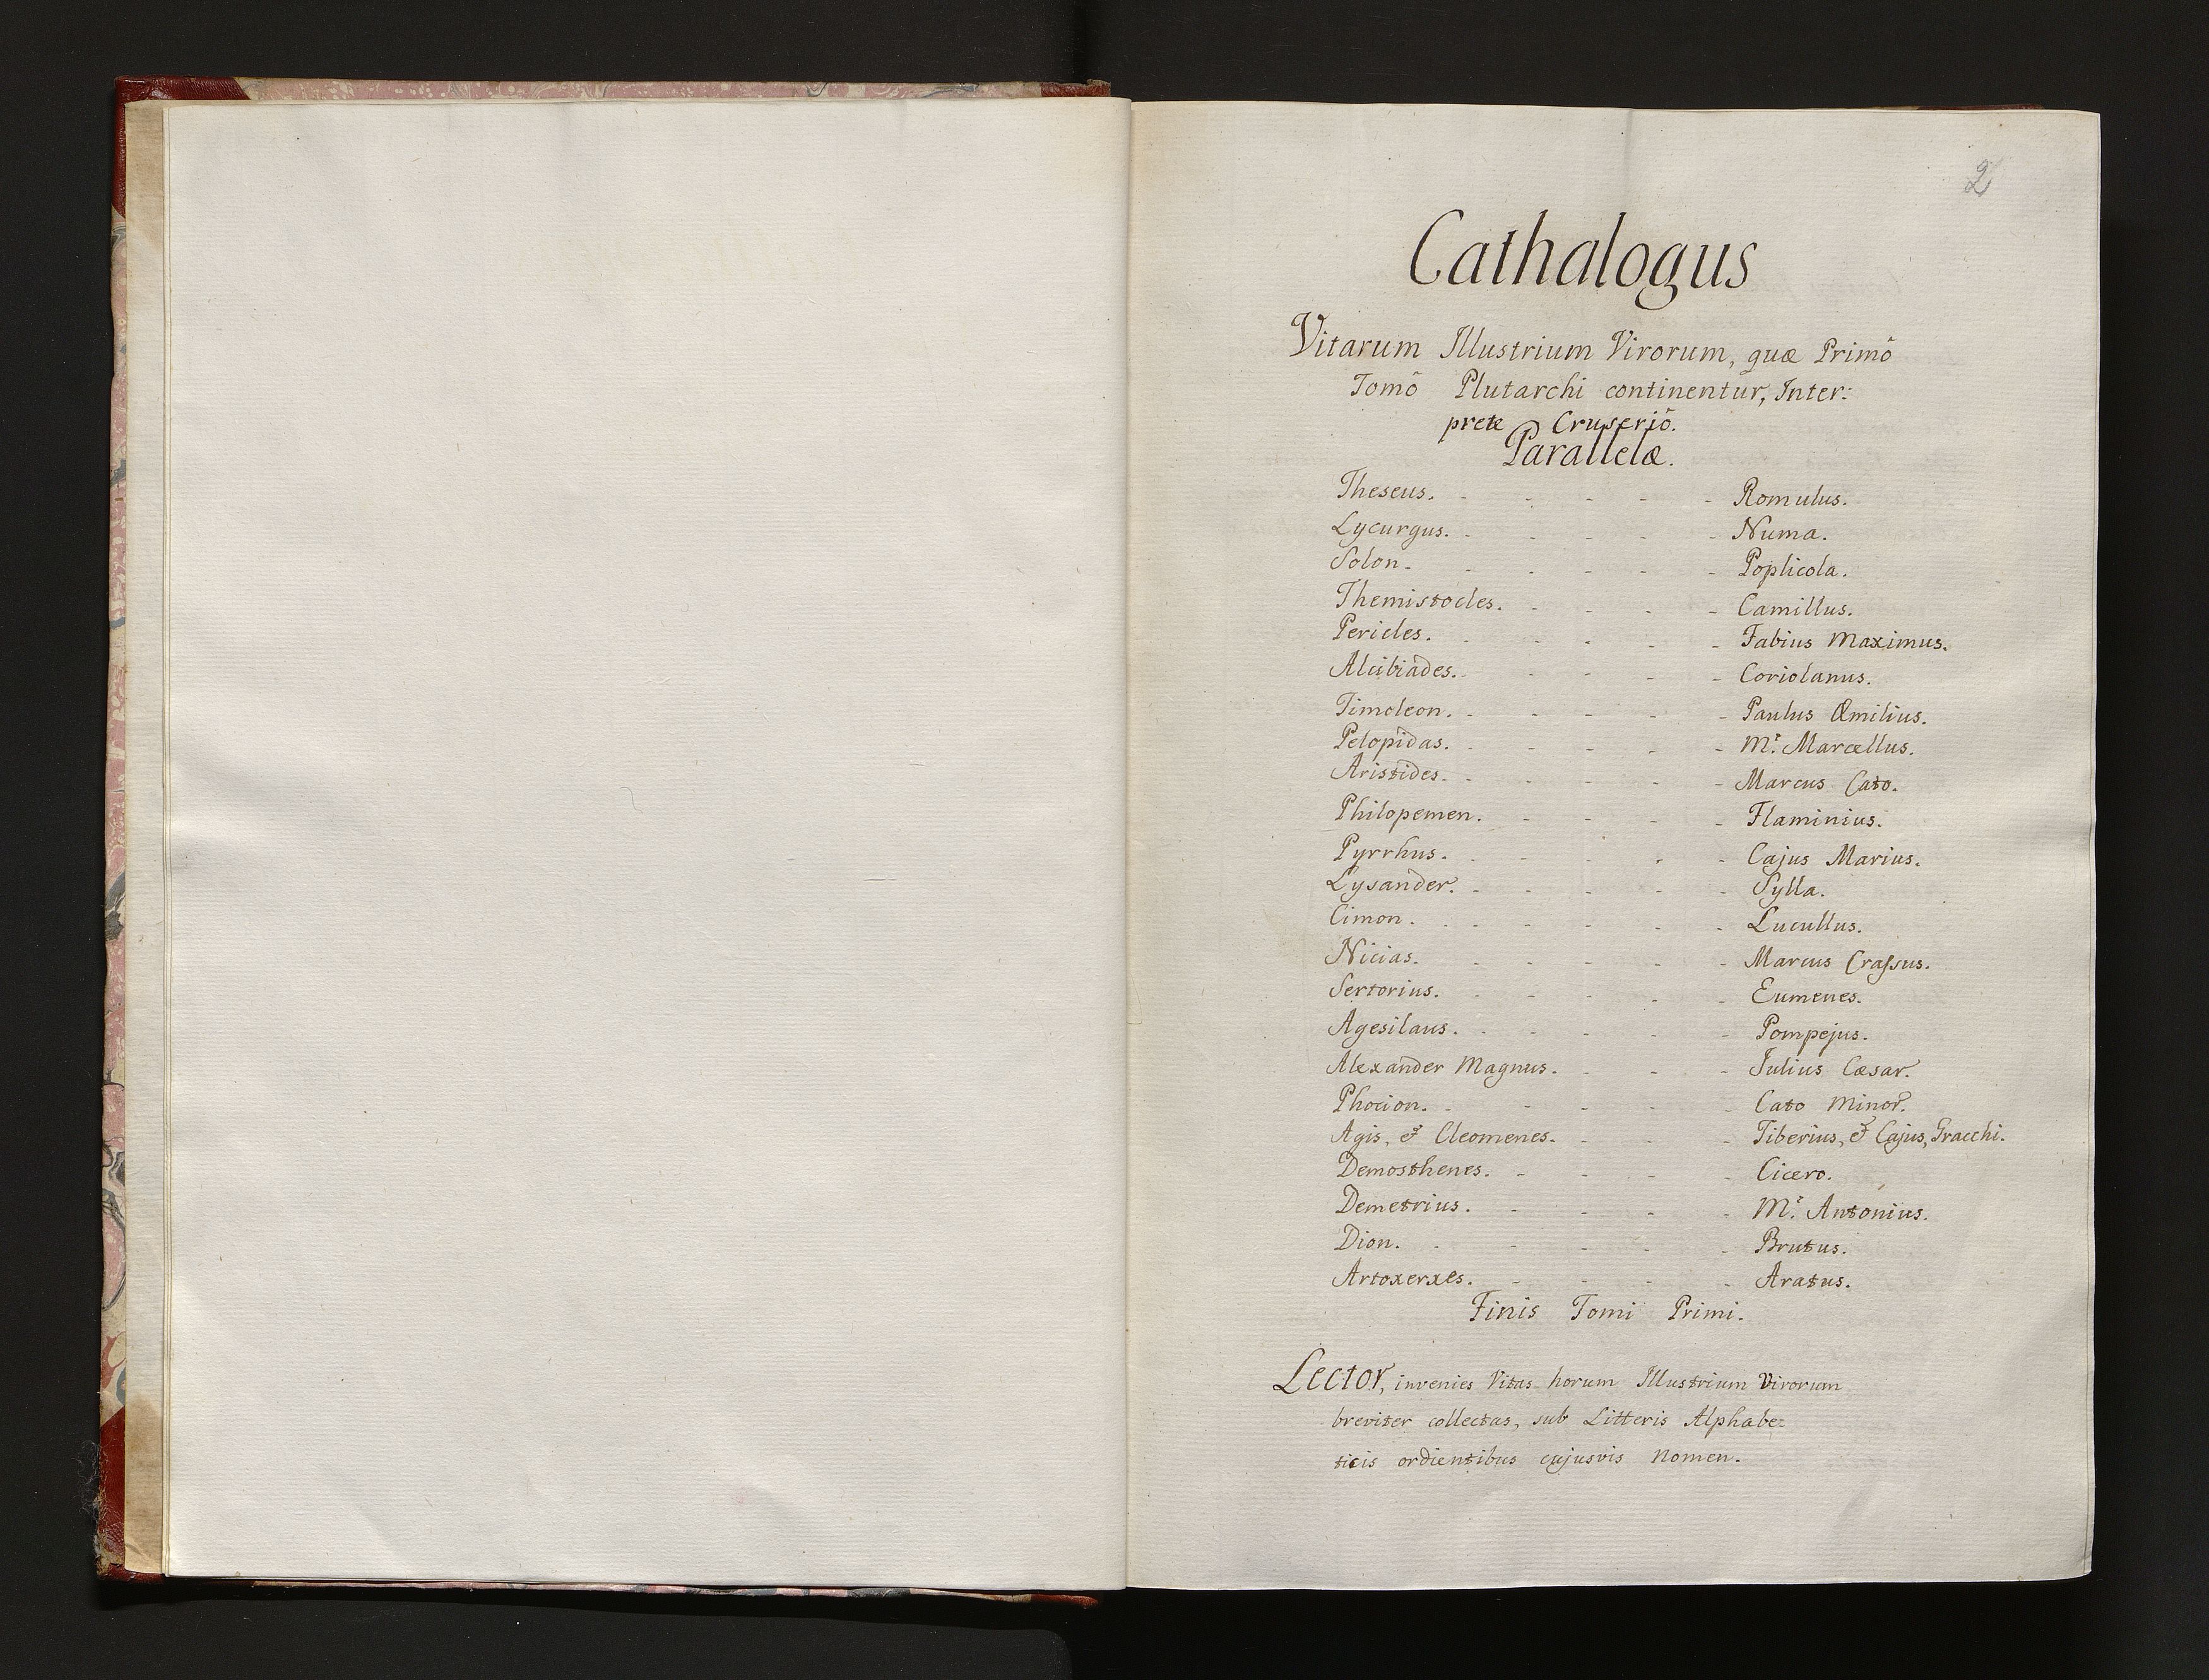 2
Cathalogus
Vitarum Illustrium Virorum, quæ Primô
Tomô Plutarchi continentur, Inter:
prete Cruseriô.
Parallelæ.
Theseus. - - - - - Romulus.
Lycurgus. - - - - - Numa.
Solon. - - - - - Poplicola.
Themistocles. - - - - Camillus.
Pericles. - - - - - Fabius Maximus.
Alcibiades. - - - - Coriolanus.
Timoleon. - - - - - Paulus Æmilius.
Pelopidas. - - - - - Mr. Marcellus.
Aristides. - - - - - Marcus Cato.
Philopemen. - - - - Flaminius.
Pyrrhus. - - - - - Cajus Marius.
Lysander. - - - - - Sylla.
Cimon. - - - - - - Lucullus.
Nicias. - - - - - Marcus Crassus.
Sertorius. - - - - - Eumenes.
Agesilaus. - - - - - Pompejus.
Alexander Magnus. - - - Julius Cæsar.
Phocion. - - - - - Cato Minor.
Agis, & Cleomenes. - - - Tiberius, & Cajus, Gracchi.
Demosthenes. - - - - Cicero.
Demetrius. - - - - Mr. Antonius.
Dion. - - - - - Brutus.
Artoxerxes. - - - - Aratus.
Finis Tomi Primi.
Lector, invenies Vitas horum Illustrium Virorum
breviter collectas, sub Litteris Alphabe=
ticis ordientibus cujusvis Nomen.